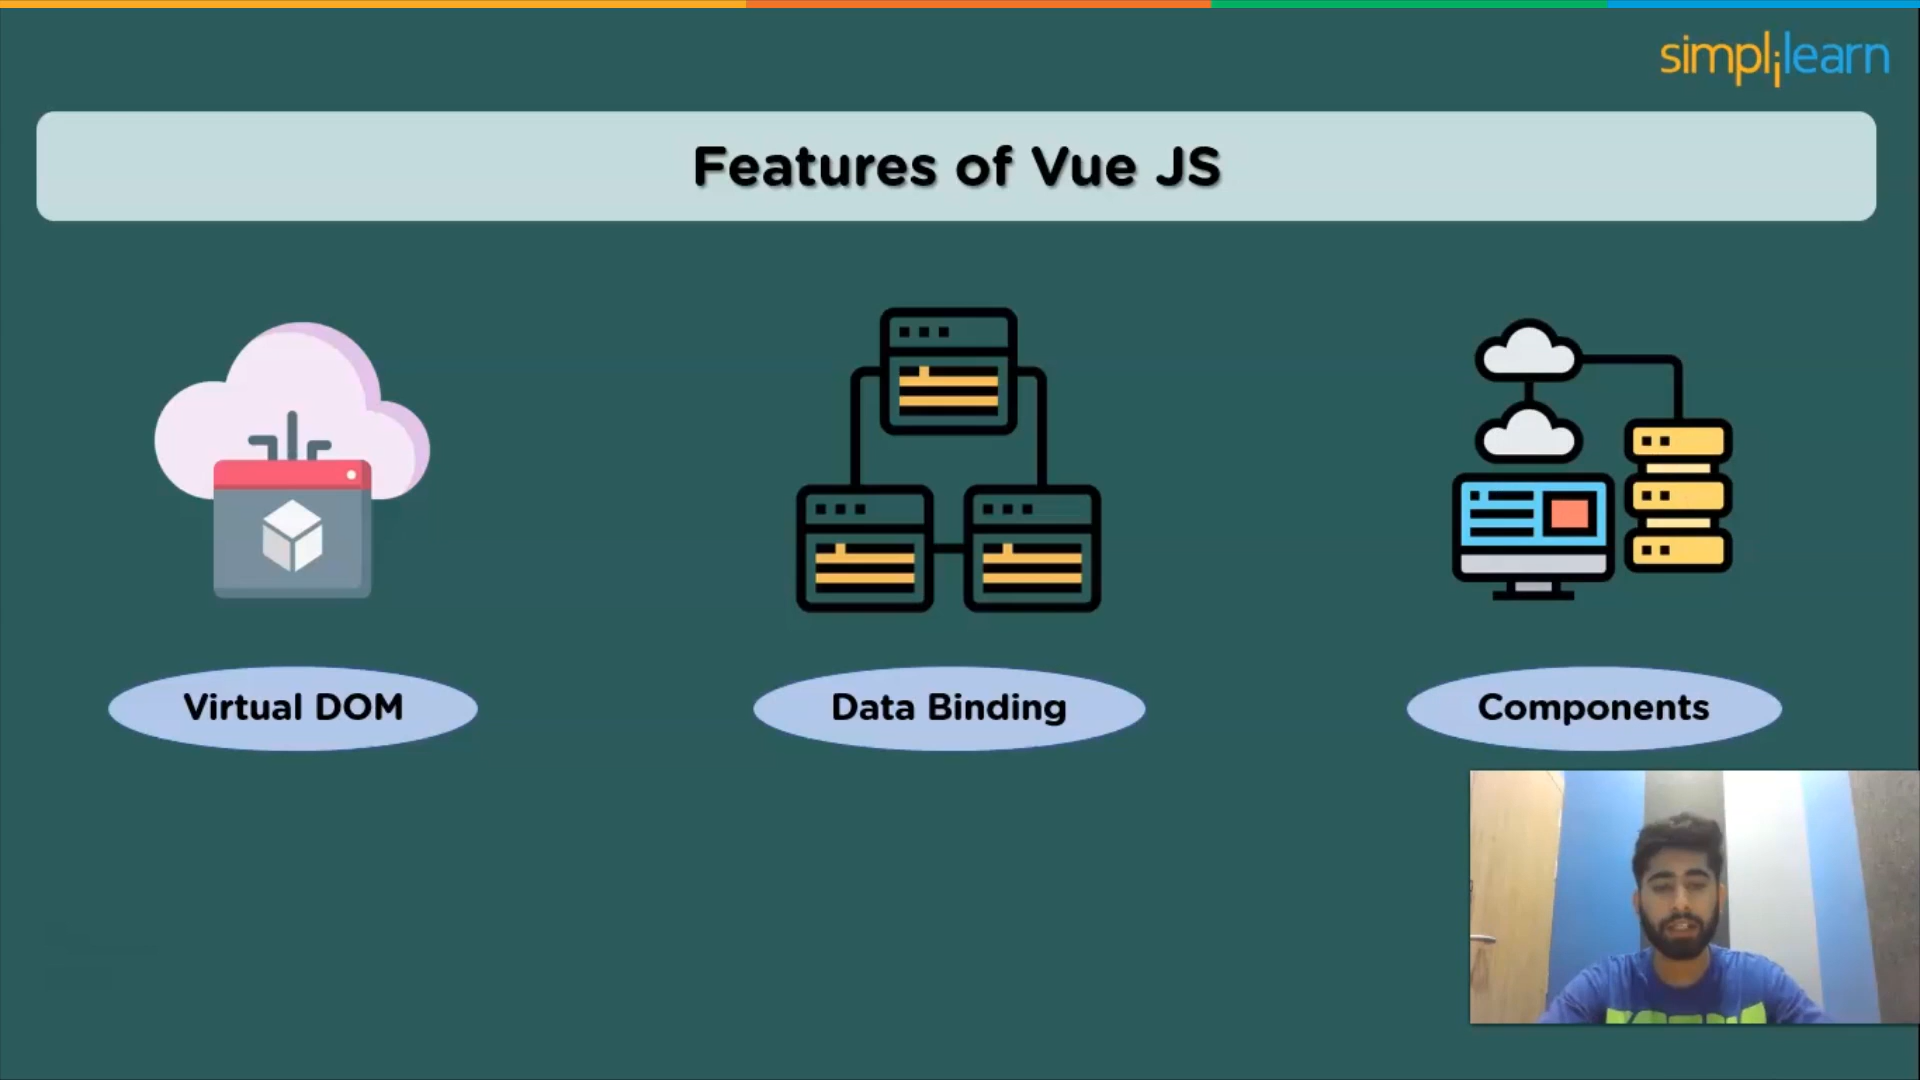 simplilearn
Features of Vue JS
Virtual DOM
Data Binding
Components